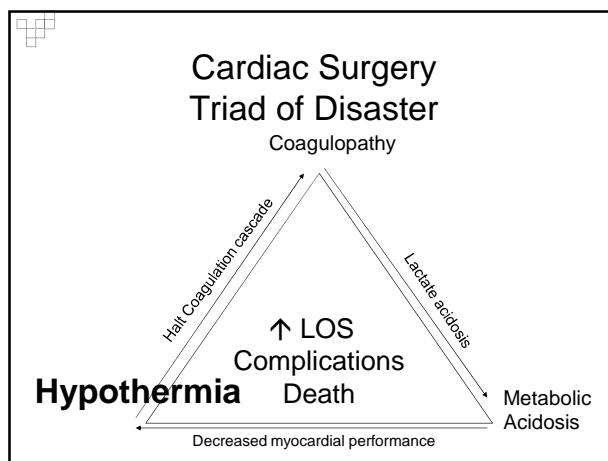 Cardiac Surgery
Triad of Disaster
Coagulopathy
Halt Coagulation cascade
Lactate acidosis
↑ LOS
Complications
Death
Hypothermia
Metabolic
Acidosis
Decreased myocardial performance